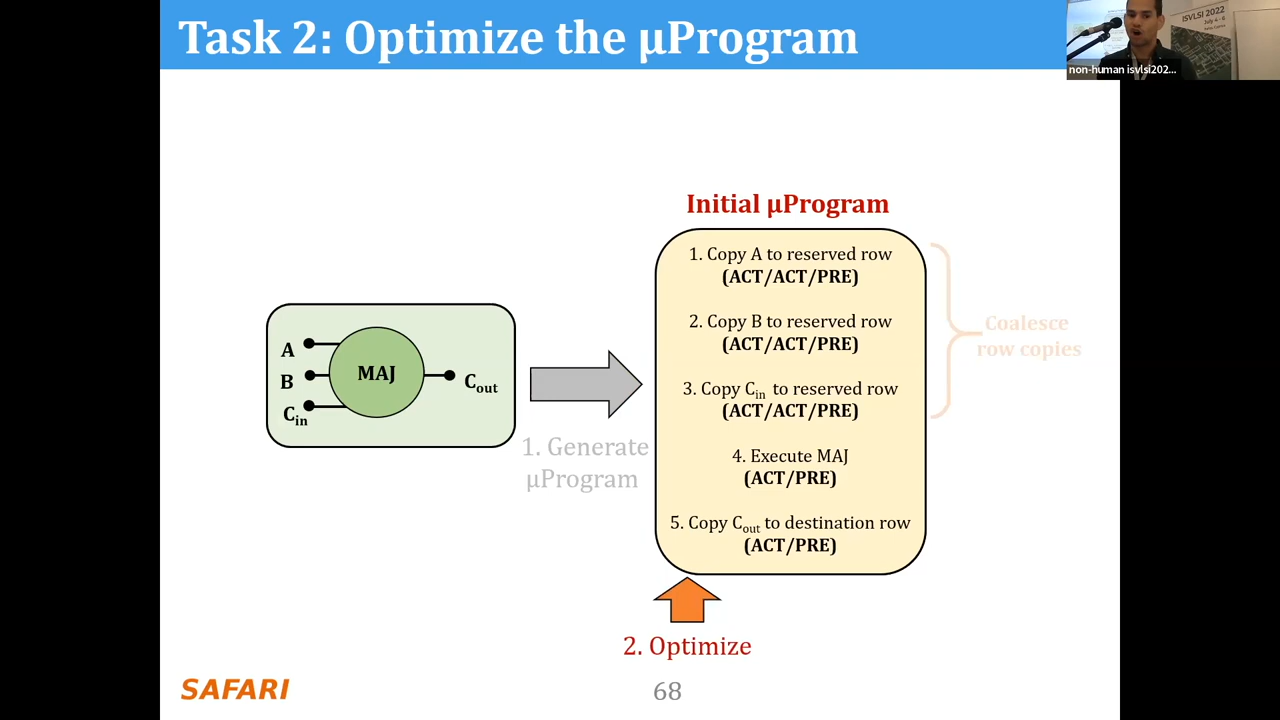 Task 2: Optimize the µProgram
ISVLSI 2022
July 4 - 6
non-human isvlsi202...
Initial µProgram
1. Copy A to reserved row
(ACT/ACT/PRE)
2. Copy B to reserved row
(ACT/ACT/PRE)
3. Copy Cin to reserved row
(ACT/ACT/PRE)
4. Execute MAJ
(ACT/PRE)
5. Copy Cout to destination row
(ACT/PRE)
Coalesce
row copies
A
B
Cin
MAJ
Cout
1. Generate
µProgram
2. Optimize
SAFARI
68